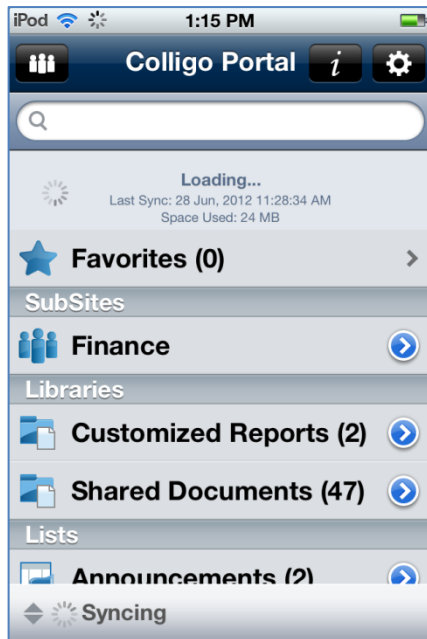 iPod 1:15 PM
Colligo Portal i
Loading...
Last Sync: 28 Jun, 2012 11:28:34 AM
Space Used: 24 MB
Favorites (0)
SubSites
Finance
Libraries
Customized Reports (2)
Shared Documents (47)
Lists
Announcements (2)
Syncing